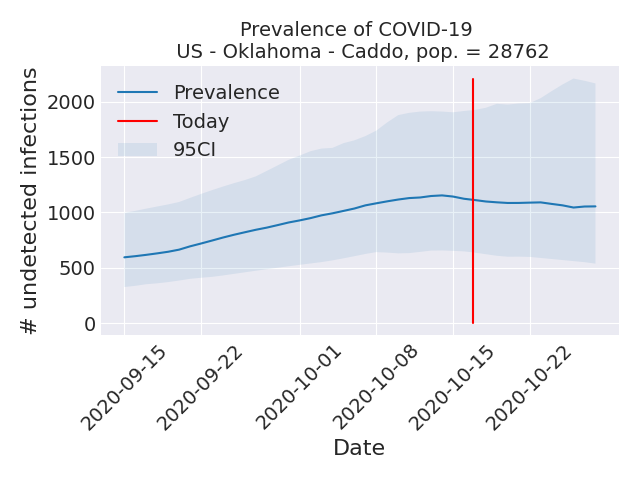 Prevalence of COVID-19
US - Oklahoma - Caddo, pop. = 28762
# undetected infections
2000
1500
1000
500
0
Prevalence
Today
95CI
2020-09-15
2020-09-22
2020-10-01
2020-10-08
2020-10-15
2020-10-22
Date